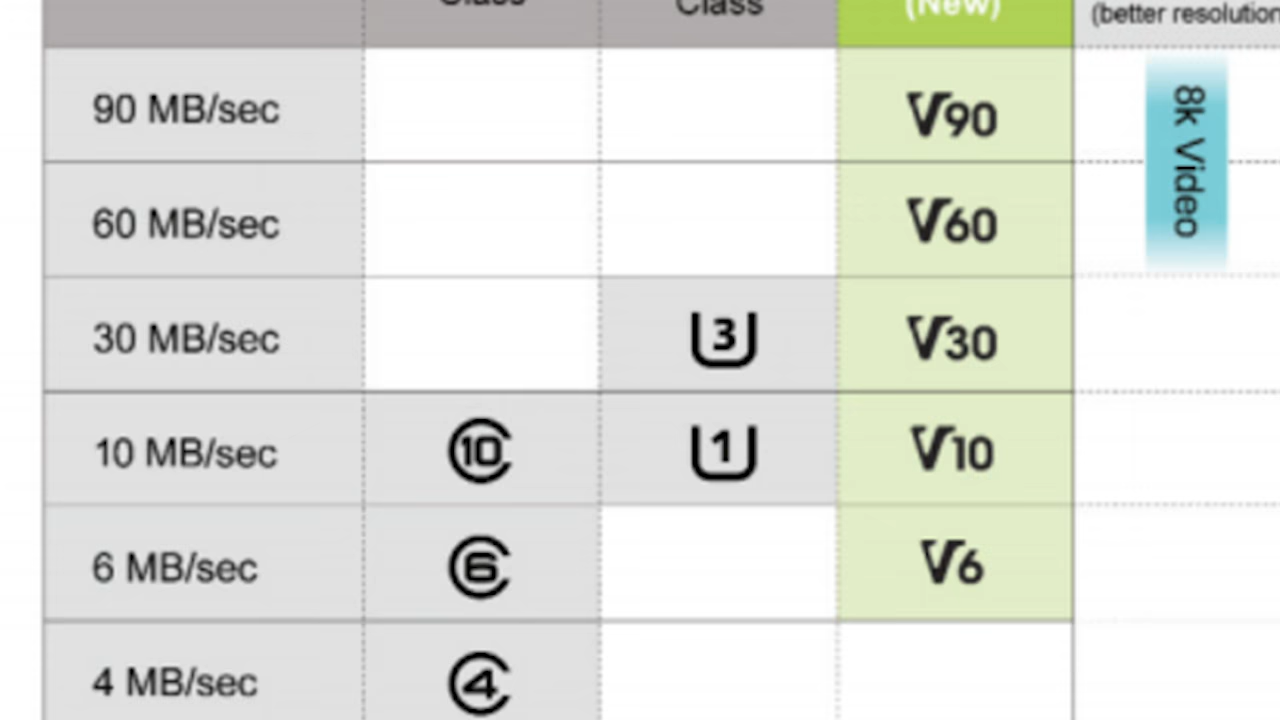 Class
Class
(New)
(better resolution
90 MB/sec
V90
8k Video
60 MB/sec
V60
30 MB/sec
3
V30
10 MB/sec
10
1
V10
6 MB/sec
6
V6
4 MB/sec
4